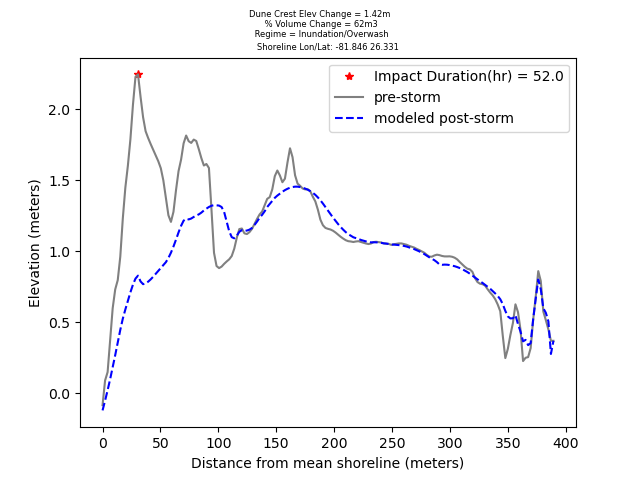 Dune Crest Elev Change = 1.42m
% Volume Change = 62m3
Regime = Inundation/Overwash
Shoreline Lon/Lat: -81.846 26.331
Impact Duration(hr) = 52.0
pre-storm
modeled post-storm
Elevation (meters)
2.0
1.5
1.0
0.5
0.0
0 50 100 150 200 250 300 350 400
Distance from mean shoreline (meters)